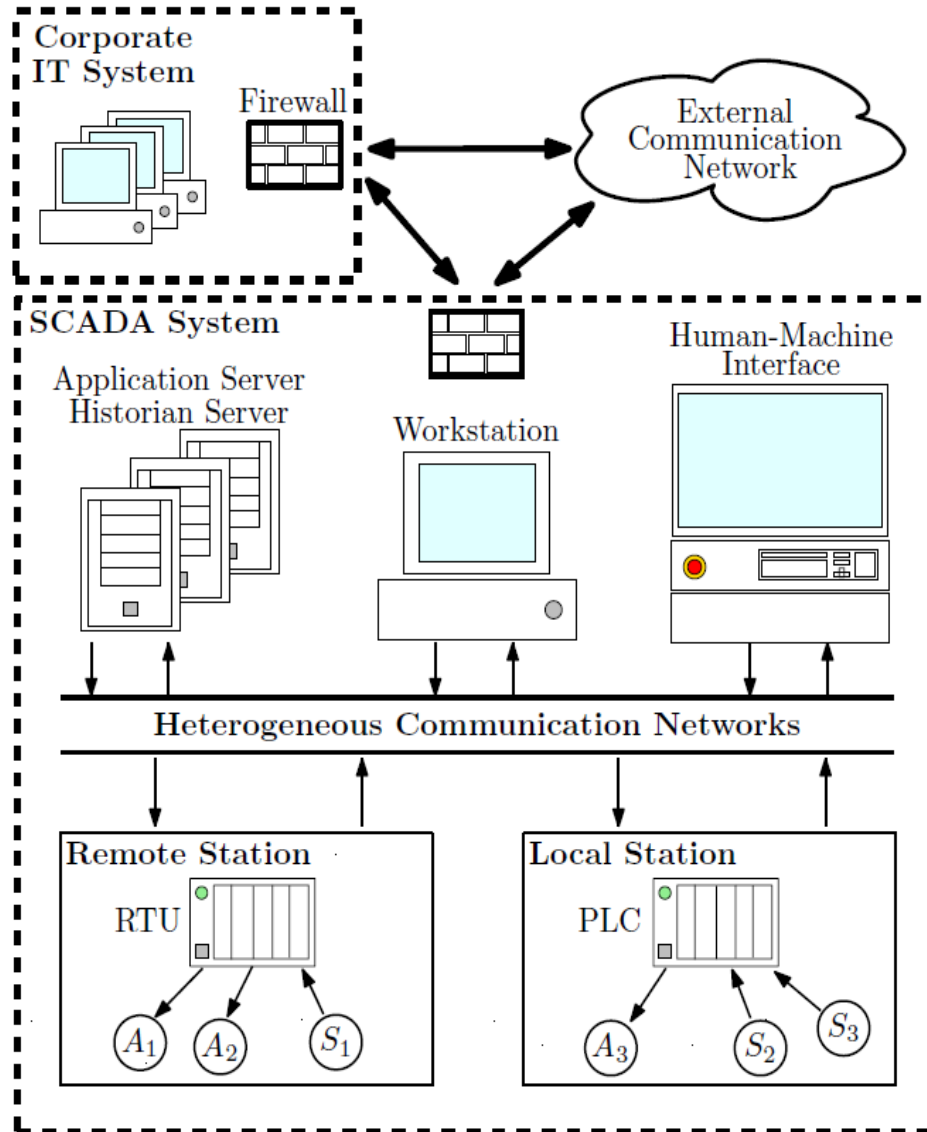 Corporate
IT System
Firewall
External
Communication
Network
SCADA System
Application Server
Historian Server
Workstation
Human-Machine
Interface
Heterogeneous Communication Networks
Remote Station
RTU
A₁
A₂
S₁
Local Station
PLC
A₃
S₂
S₃